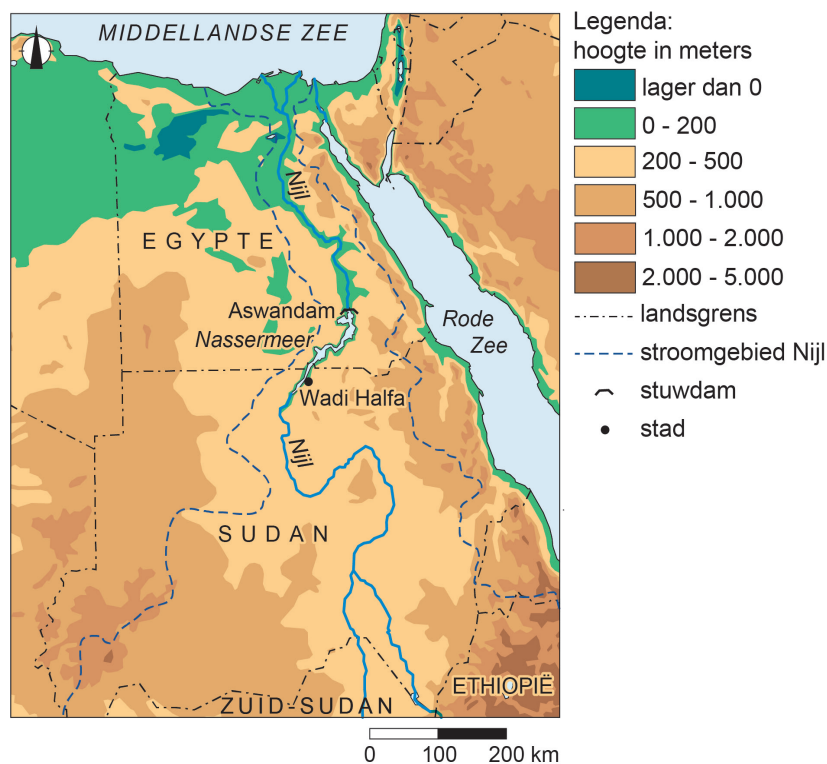 MIDDELLANDSE ZEE
Nijl
EGYPTE
Aswandam
Nassermeer
Rode
Zee
Wadi Halfa
Nijl
SUDAN
ETHIOPIË
ZUID-SUDAN
0 100 200 km
Legenda:
hoogte in meters
lager dan 0
0 - 200
200 - 500
500 - 1.000
1.000 - 2.000
2.000 - 5.000
landsgrens
stroomgebied Nijl
stuwdam
stad